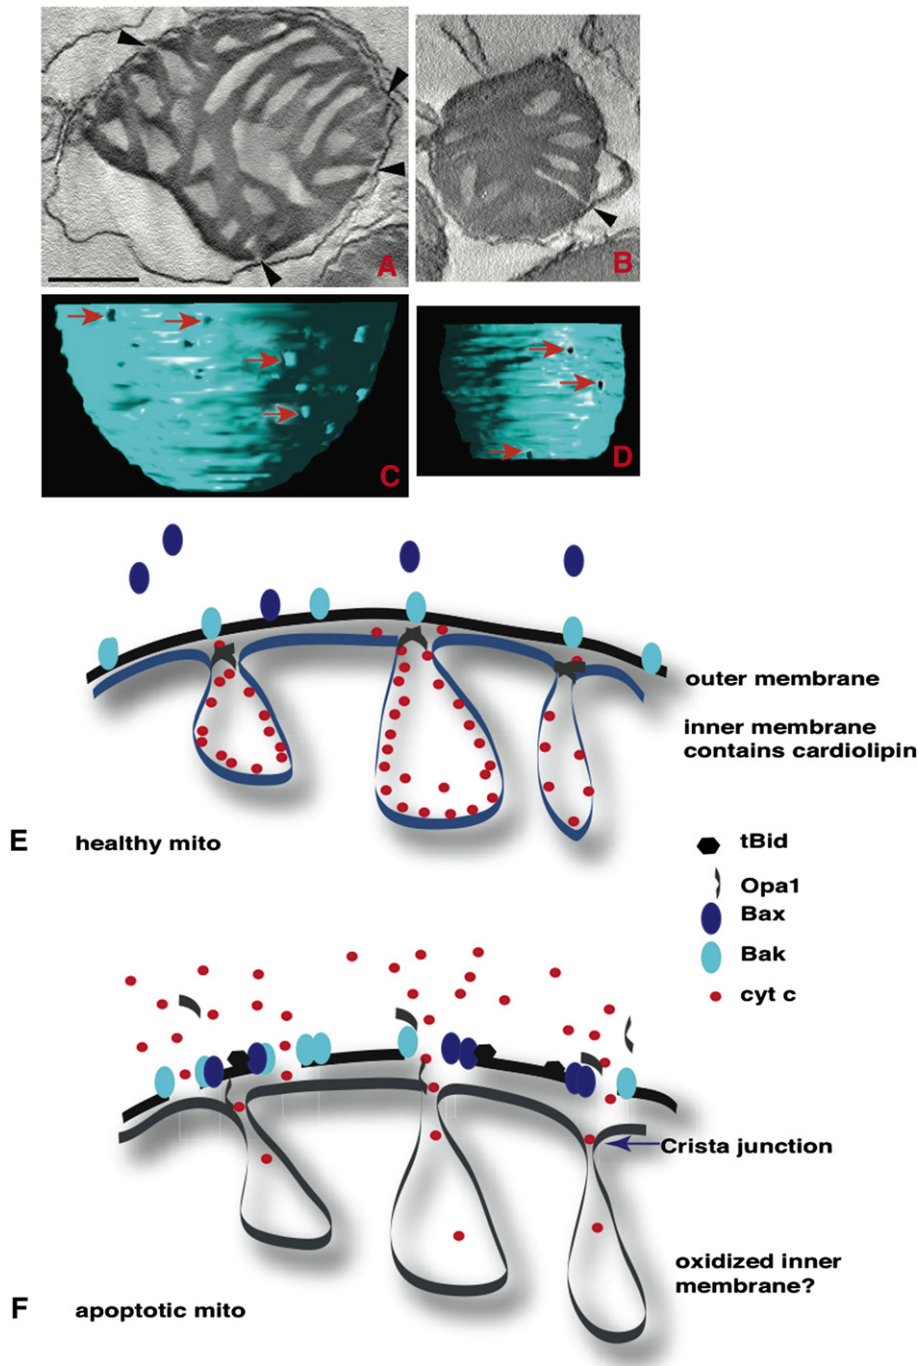 A
B
C
D
outer membrane
inner membrane
contains cardiolipin
E healthy mito
tBid
Opa1
Bax
Bak
cyt c
Crista junction
oxidized inner
membrane?
F apoptotic mito